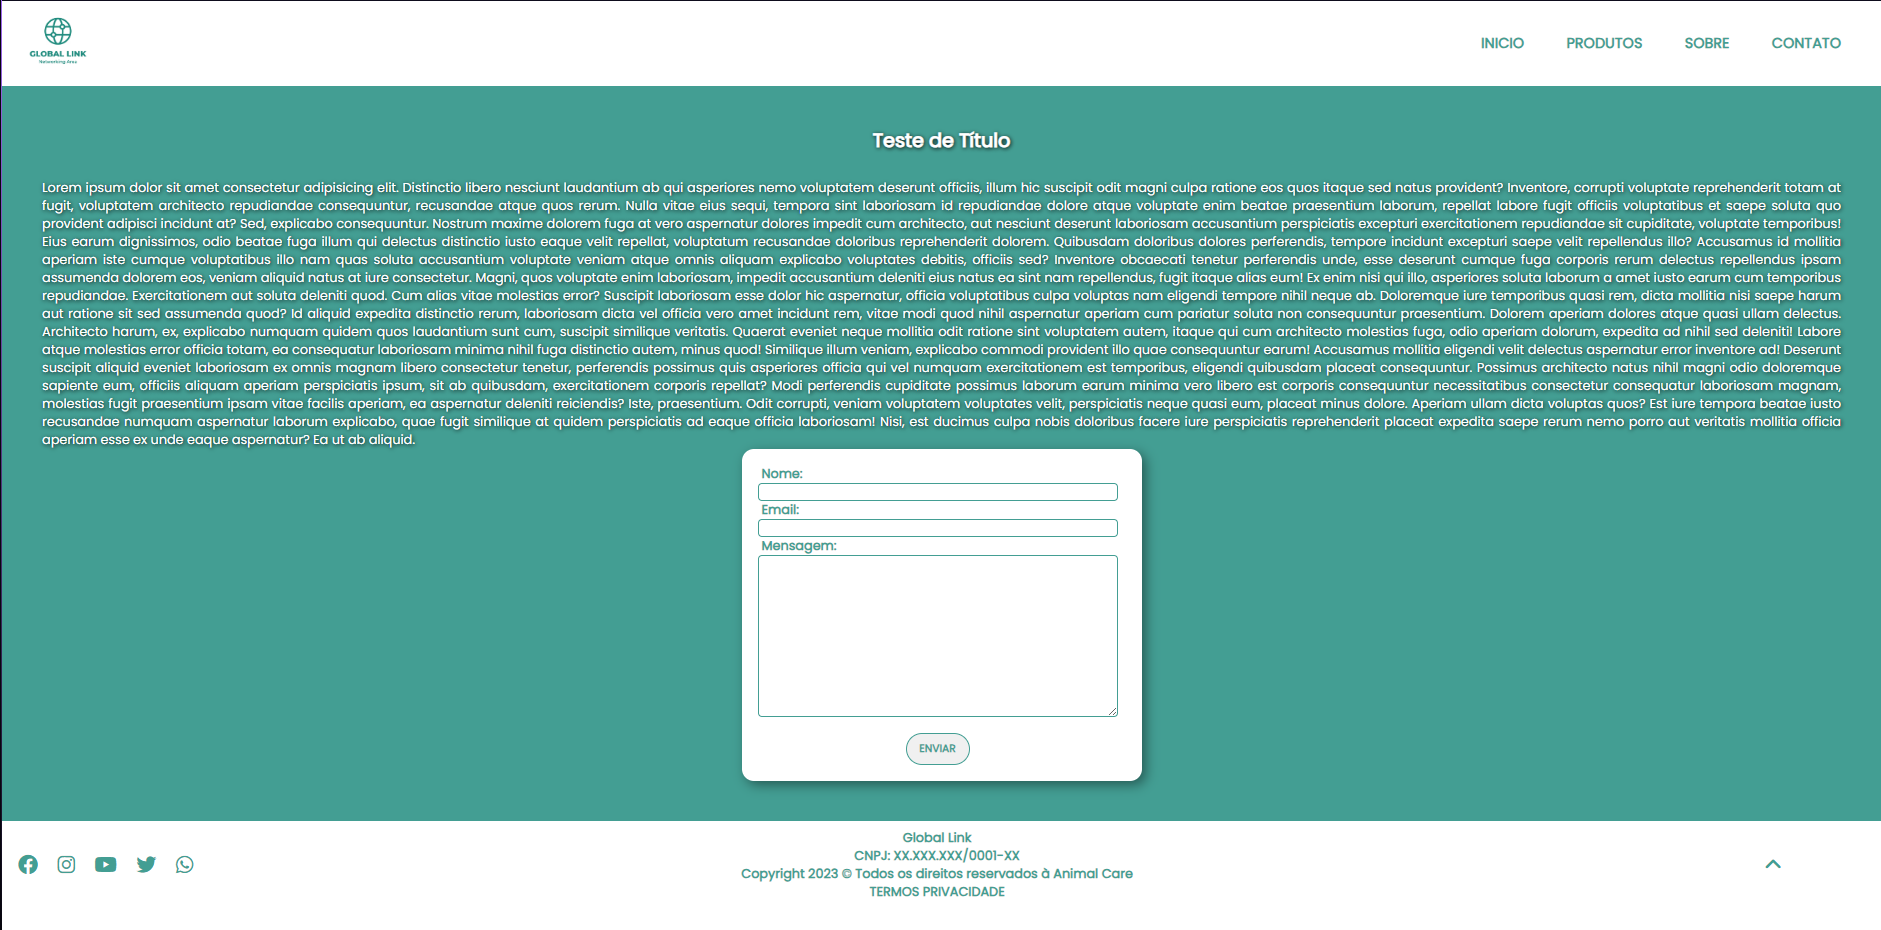 GLOBAL LINK
Networking Area
INICIO PRODUTOS SOBRE CONTATO
Teste de Título
Lorem ipsum dolor sit amet consectetur adipisicing elit. Distinctio libero nesciunt laudantium ab qui asperiores nemo voluptatem deserunt officiis, illum hic suscipit odit magni culpa ratione eos quos itaque sed natus provident? Inventore, corrupti voluptate reprehenderit totam at
fugit, voluptatem architecto repudiandae consequuntur, recusandae atque quos rerum. Nulla vitae eius sequi, tempora sint laboriosam id repudiandae dolore atque voluptate enim beatae praesentium laborum, repellat labore fugit officiis voluptatibus et saepe soluta quo
provident adipisci incidunt at? Sed, explicabo consequuntur. Nostrum maxime dolorem fuga at vero aspernatur dolores impedit cum architecto, aut nesciunt deserunt laboriosam accusantium perspiciatis excepturi exercitationem repudiandae sit cupiditate, voluptate temporibus!
Eius earum dignissimos, odio beatae fuga illum qui delectus distinctio iusto eaque velit repellat, voluptatum recusandae doloribus reprehenderit dolorem. Quibusdam doloribus dolores perferendis, tempore incidunt excepturi saepe velit repellendus illo? Accusamus id mollitia
aperiam iste cumque voluptatibus illo nam quas soluta accusantium voluptate veniam atque omnis aliquam explicabo voluptates debitis, officiis sed? Inventore obcaecati tenetur perferendis unde, esse deserunt cumque fuga corporis rerum delectus repellendus ipsam
assumenda dolorem eos, veniam aliquid natus at iure consectetur. Magni, quos voluptate enim laboriosam, impedit accusantium deleniti eius natus ea sint nam repellendus, fugit itaque alias eum! Ex enim nisi qui illo, asperiores soluta laborum a amet iusto earum cum temporibus
repudiandae. Exercitationem aut soluta deleniti quod. Cum alias vitae molestias error? Suscipit laboriosam esse dolor hic aspernatur, officia voluptatibus culpa voluptas nam eligendi tempore nihil neque ab. Doloremque iure temporibus quasi rem, dicta mollitia nisi saepe harum
aut ratione sit sed assumenda quod? Id aliquid expedita distinctio rerum, laboriosam dicta vel officia vero amet incidunt rem, vitae modi quod nihil aspernatur aperiam cum pariatur soluta non consequuntur praesentium. Dolorem aperiam dolores atque quasi ullam delectus.
Architecto harum, ex, explicabo numquam quidem quos laudantium sunt cum, suscipit similique veritatis. Quaerat eveniet neque mollitia odit ratione sint voluptatem autem, itaque qui cum architecto molestias fuga, odio aperiam dolorum, expedita ad nihil sed deleniti! Labore
atque molestias error officia totam, ea consequatur laboriosam minima nihil fuga distinctio autem, minus quod! Similique illum veniam, explicabo commodi provident illo quae consequuntur earum! Accusamus mollitia eligendi velit delectus aspernatur error inventore ad! Deserunt
suscipit aliquid eveniet laboriosam ex omnis magnam libero consectetur tenetur, perferendis possimus quis asperiores officia qui vel numquam exercitationem est temporibus, eligendi quibusdam placeat consequuntur. Possimus architecto natus nihil magni odio doloremque
sapiente eum, officiis aliquam aperiam perspiciatis ipsum, sit ab quibusdam, exercitationem corporis repellat? Modi perferendis cupiditate possimus laborum earum minima vero libero est corporis consequuntur necessitatibus consectetur consequatur laboriosam magnam,
molestias fugit praesentium ipsam vitae facilis aperiam, ea aspernatur deleniti reiciendis? Iste, praesentium. Odit corrupti, veniam voluptatem voluptates velit, perspiciatis neque quasi eum, placeat minus dolore. Aperiam ullam dicta voluptas quos? Est iure tempora beatae iusto
recusandae numquam aspernatur laborum explicabo, quae fugit similique at quidem perspiciatis ad eaque officia laboriosam! Nisi, est ducimus culpa nobis doloribus facere iure perspiciatis reprehenderit placeat expedita saepe rerum nemo porro aut veritatis mollitia officia
aperiam esse ex unde eaque aspernatur? Ea ut ab aliquid.
Nome:
Email:
Mensagem:
ENVIAR
Global Link
CNPJ: XX.XXX.XXX/0001-XX
Copyright 2023 © Todos os direitos reservados à Animal Care
TERMOS PRIVACIDADE